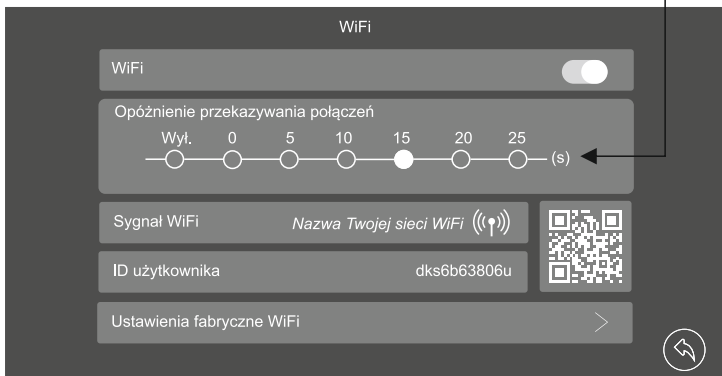 WiFi
WiFi
Opóźnienie przekazywania połączeń
Wył. 0 5 10 15 20 25
(s)
Sygnał WiFi Nazwa Twojej sieci WiFi
ID użytkownika dks6b63806u
Ustawienia fabryczne WiFi